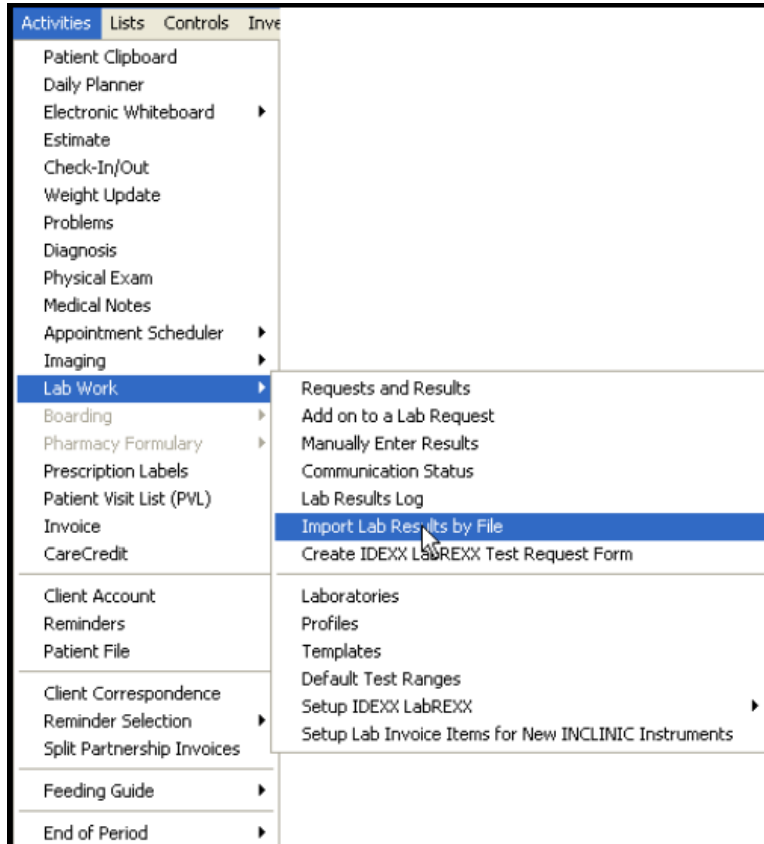 Activities Lists Controls Inve
Patient Clipboard
Daily Planner
Electronic Whiteboard
Estimate
Check-In/Out
Weight Update
Problems
Diagnosis
Physical Exam
Medical Notes
Appointment Scheduler
Imaging
Lab Work
Boarding
Pharmacy Formulary
Prescription Labels
Patient Visit List (PVL)
Invoice
CareCredit
Client Account
Reminders
Patient File
Client Correspondence
Reminder Selection
Split Partnership Invoices
Feeding Guide
End of Period
Requests and Results
Add on to a Lab Request
Manually Enter Results
Communication Status
Lab Results Log
Import Lab Results by File
Create IDEXX LabREXX Test Request Form
Laboratories
Profiles
Templates
Default Test Ranges
Setup IDEXX LabREXX
Setup Lab Invoice Items for New INCLINIC Instruments